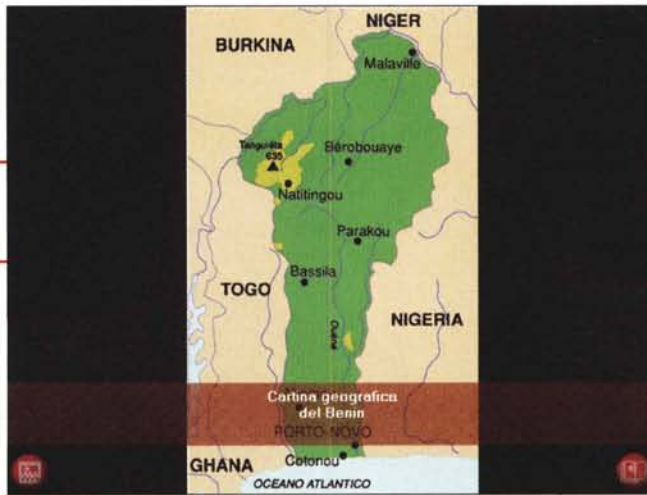 NIGER
BURKINA
Malaville
Tanguiéta
635
Bérobouaye
Natitingou
Parakou
Bassila
TOGO
NIGERIA
Ouémé
Cartina geografica
del Benin
PORTO-NOVO
GHANA
Cotonou
OCEANO ATLANTICO